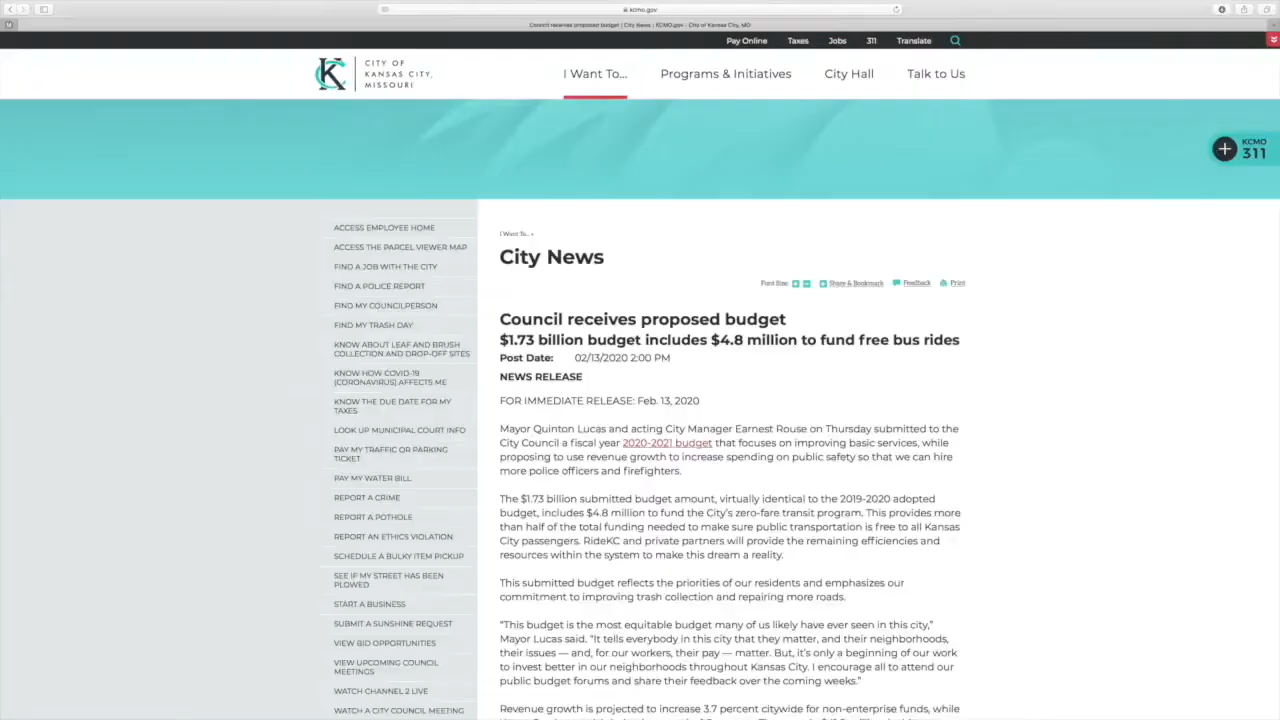 kcmo.gov
Council receives proposed budget | City News | KCMO.gov - City of Kansas City, MO
Pay Online Taxes Jobs 311 Translate
KC
CITY OF
KANSAS CITY,
MISSOURI
I Want To... Programs & Initiatives City Hall Talk to Us
KCMO
311
ACCESS EMPLOYEE HOME
ACCESS THE PARCEL VIEWER MAP
FIND A JOB WITH THE CITY
FIND A POLICE REPORT
FIND MY COUNCILPERSON
FIND MY TRASH DAY
KNOW ABOUT LEAF AND BRUSH
COLLECTION AND DROP-OFF SITES
KNOW HOW COVID-19
(CORONAVIRUS) AFFECTS ME
KNOW THE DUE DATE FOR MY
TAXES
LOOK UP MUNICIPAL COURT INFO
PAY MY TRAFFIC OR PARKING
TICKET
PAY MY WATER BILL
REPORT A CRIME
REPORT A POTHOLE
REPORT AN ETHICS VIOLATION
SCHEDULE A BULKY ITEM PICKUP
SEE IF MY STREET HAS BEEN
PLOWED
START A BUSINESS
SUBMIT A SUNSHINE REQUEST
VIEW BID OPPORTUNITIES
VIEW UPCOMING COUNCIL
MEETINGS
WATCH CHANNEL 2 LIVE
WATCH A CITY COUNCIL MEETING
I Want To...
City News
Font Size: Share & Bookmark Feedback Print
Council receives proposed budget
$1.73 billion budget includes $4.8 million to fund free bus rides
Post Date: 02/13/2020 2:00 PM
NEWS RELEASE
FOR IMMEDIATE RELEASE: Feb. 13, 2020
Mayor Quinton Lucas and acting City Manager Earnest Rouse on Thursday submitted to the
City Council a fiscal year 2020-2021 budget that focuses on improving basic services, while
proposing to use revenue growth to increase spending on public safety so that we can hire
more police officers and firefighters.
The $1.73 billion submitted budget amount, virtually identical to the 2019-2020 adopted
budget, includes $4.8 million to fund the City's zero-fare transit program. This provides more
than half of the total funding needed to make sure public transportation is free to all Kansas
City passengers. RideKC and private partners will provide the remaining efficiencies and
resources within the system to make this dream a reality.
This submitted budget reflects the priorities of our residents and emphasizes our
commitment to improving trash collection and repairing more roads.
“This budget is the most equitable budget many of us likely have ever seen in this city,”
Mayor Lucas said. “It tells everybody in this city that they matter, and their neighborhoods,
their issues — and, for our workers, their pay — matter. But, it's only a beginning of our work
to invest better in our neighborhoods throughout Kansas City. I encourage all to attend our
public budget forums and share their feedback over the coming weeks.”
Revenue growth is projected to increase 3.7 percent citywide for non-enterprise funds, while